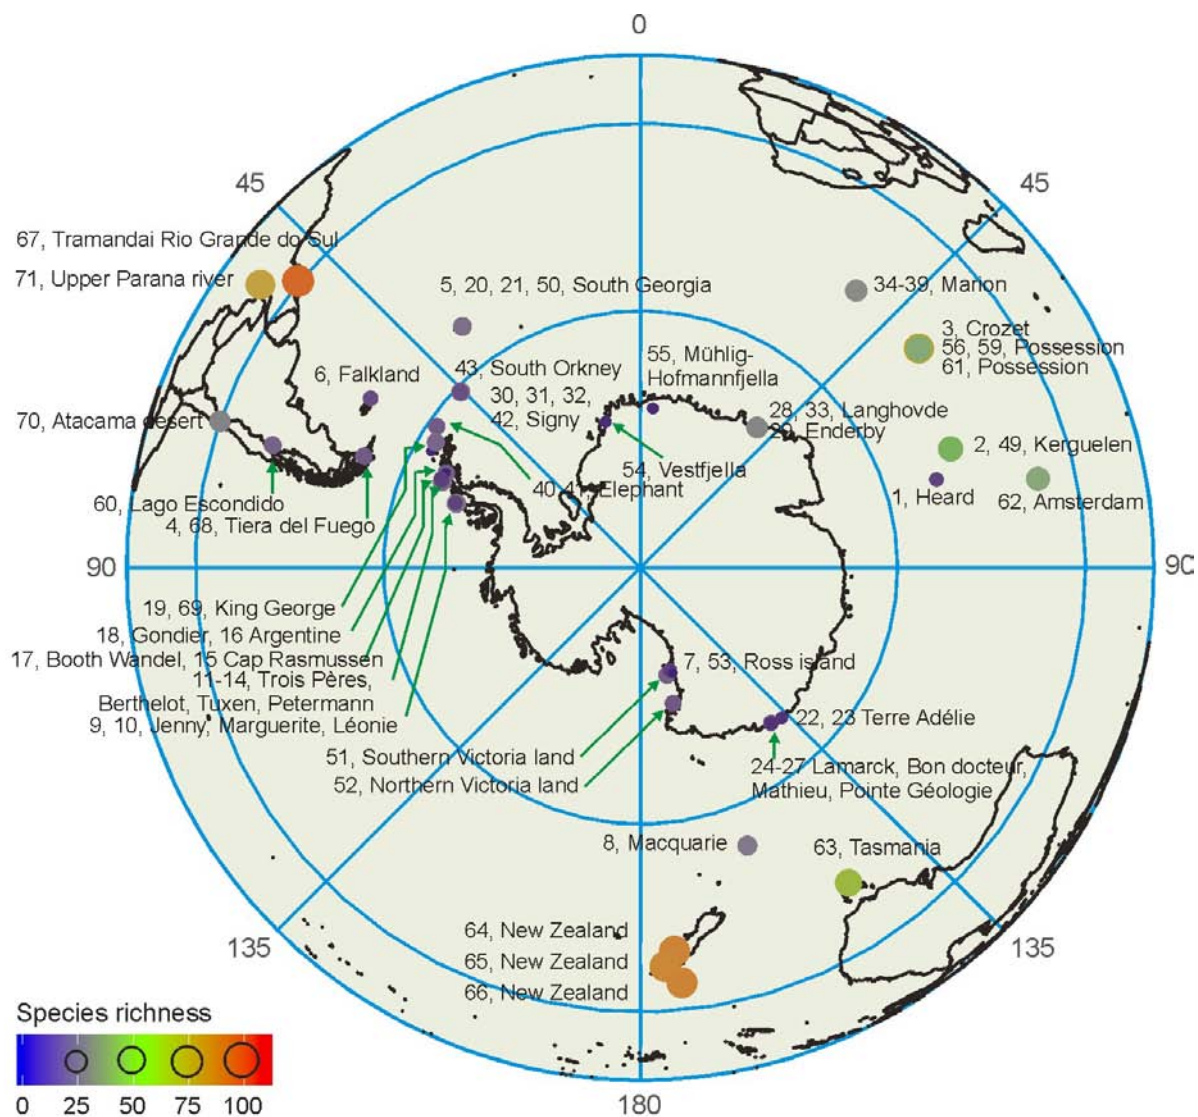 0
45
45
67, Tramandai Rio Grande do Sul
71, Upper Parana river
5, 20, 21, 50, South Georgia
34-39, Marion
3, Crozet
56, 59, Possession
61, Possession
55, Mühlig-
Hofmannfjella
43, South Orkney
30, 31, 32,
42, Signy
6, Falkland
70, Atacama desert
28, 33, Langhovde
29, Enderby
2, 49, Kerguelen
54, Vestfjella
40, 41, Elephant
1, Heard
62, Amsterdam
60, Lago Escondido
4, 68, Tiera del Fuego
90
90
19, 69, King George
18, Gondier, 16 Argentine
17, Booth Wandel, 15 Cap Rasmussen
11-14, Trois Pères,
Berthelot, Tuxen, Petermann
9, 10, Jenny, Marguerite, Léonie
7, 53, Ross island
22, 23 Terre Adélie
51, Southern Victoria land
52, Northern Victoria land
24-27 Lamarck, Bon docteur,
Mathieu, Pointe Géologie
8, Macquarie
63, Tasmania
64, New Zealand
65, New Zealand
66, New Zealand
135
135
180
Species richness
0 25 50 75 100